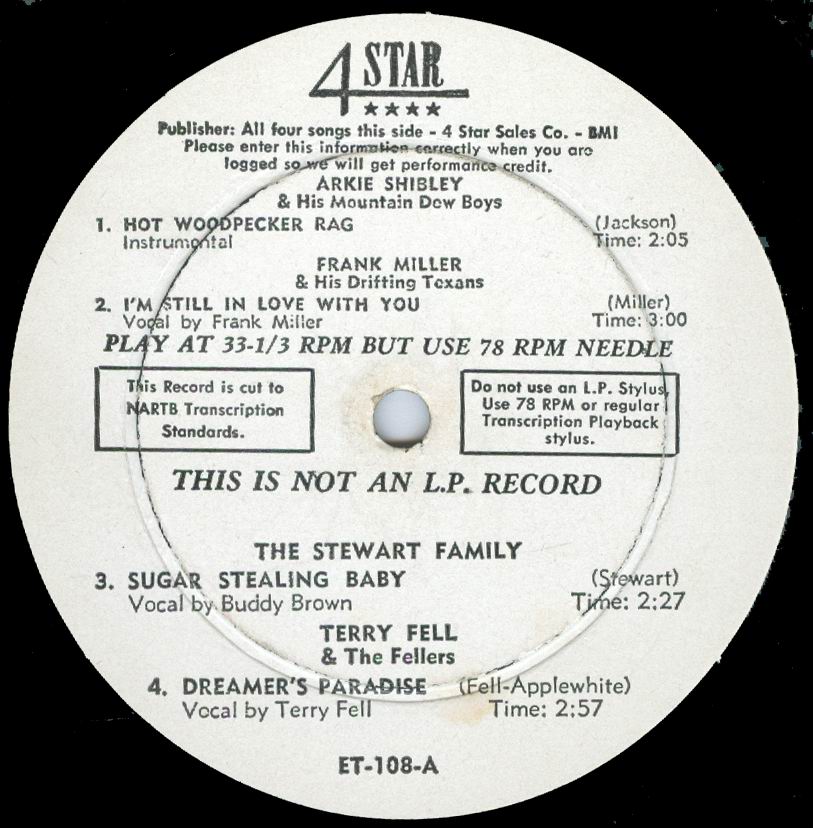 4 STAR
★★★★
Publisher: All four songs this side - 4 Star Sales Co. - BMI
Please enter this information correctly when you are
logged so we will get performance credit.
ARKIE SHIBLEY
& His Mountain Dew Boys
1. HOT WOODPECKER RAG (Jackson)
Instrumental Time: 2:05
FRANK MILLER
& His Drifting Texans
2. I'M STILL IN LOVE WITH YOU (Miller)
Vocal by Frank Miller Time: 3:00
PLAY AT 33-1/3 RPM BUT USE 78 RPM NEEDLE
This Record is cut to
NARTB Transcription
Standards.
Do not use an L.P. Stylus,
Use 78 RPM or regular
Transcription Playback
stylus.
THIS IS NOT AN L.P. RECORD
THE STEWART FAMILY
3. SUGAR STEALING BABY (Stewart)
Vocal by Buddy Brown Time: 2:27
TERRY FELL
& The Fellers
4. DREAMER'S PARADISE (Fell-Applewhite)
Vocal by Terry Fell Time: 2:57
ET-108-A